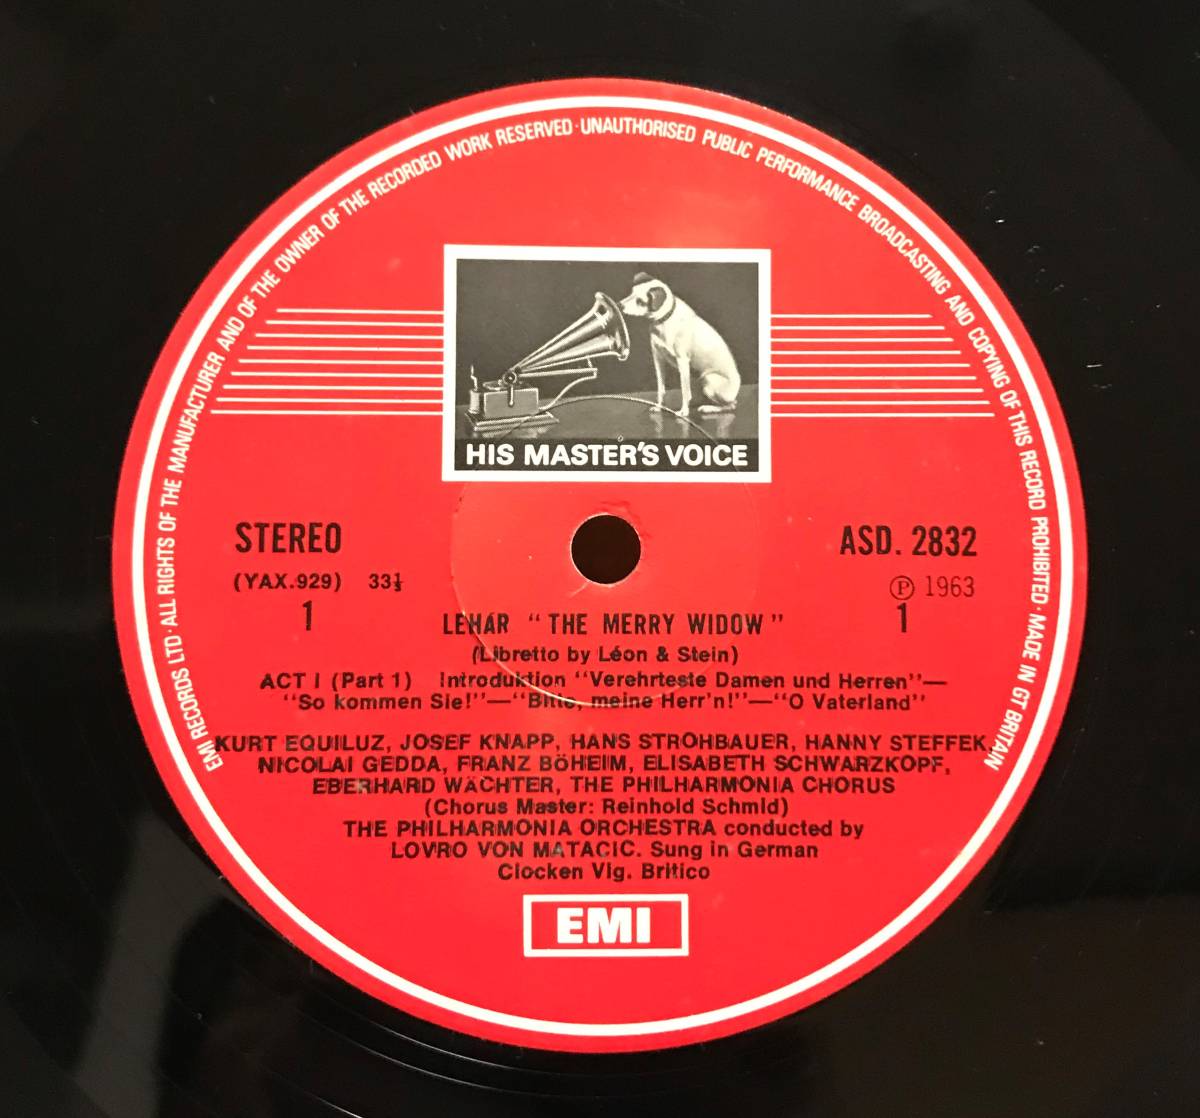 EMI RECORDS LTD · ALL RIGHTS OF THE MANUFACTURER AND OF THE OWNER OF THE RECORDED WORK RESERVED · UNAUTHORISED PUBLIC PERFORMANCE BROADCASTING AND COPYING OF THIS RECORD PROHIBITED · MADE IN GT BRITAIN
HIS MASTER'S VOICE
STEREO
ASD. 2832
(YAX.929) 33⅓
Ⓟ 1963
1
1
LEHÁR "THE MERRY WIDOW"
(Libretto by Léon & Stein)
ACT I (Part 1) Introduktion "Verehrteste Damen und Herren"—
"So kommen Sie!"—"Bitte, meine Herr'n!"—"O Vaterland"
KURT EQUILUZ, JOSEF KNAPP, HANS STROHBAUER, HANNY STEFFEK,
NICOLAI GEDDA, FRANZ BÖHEIM, ELISABETH SCHWARZKOPF,
EBERHARD WÄCHTER, THE PHILHARMONIA CHORUS
(Chorus Master: Reinhold Schmid)
THE PHILHARMONIA ORCHESTRA conducted by
LOVRO VON MATACIC. Sung in German
Clocken Vlg. Britico
EMI